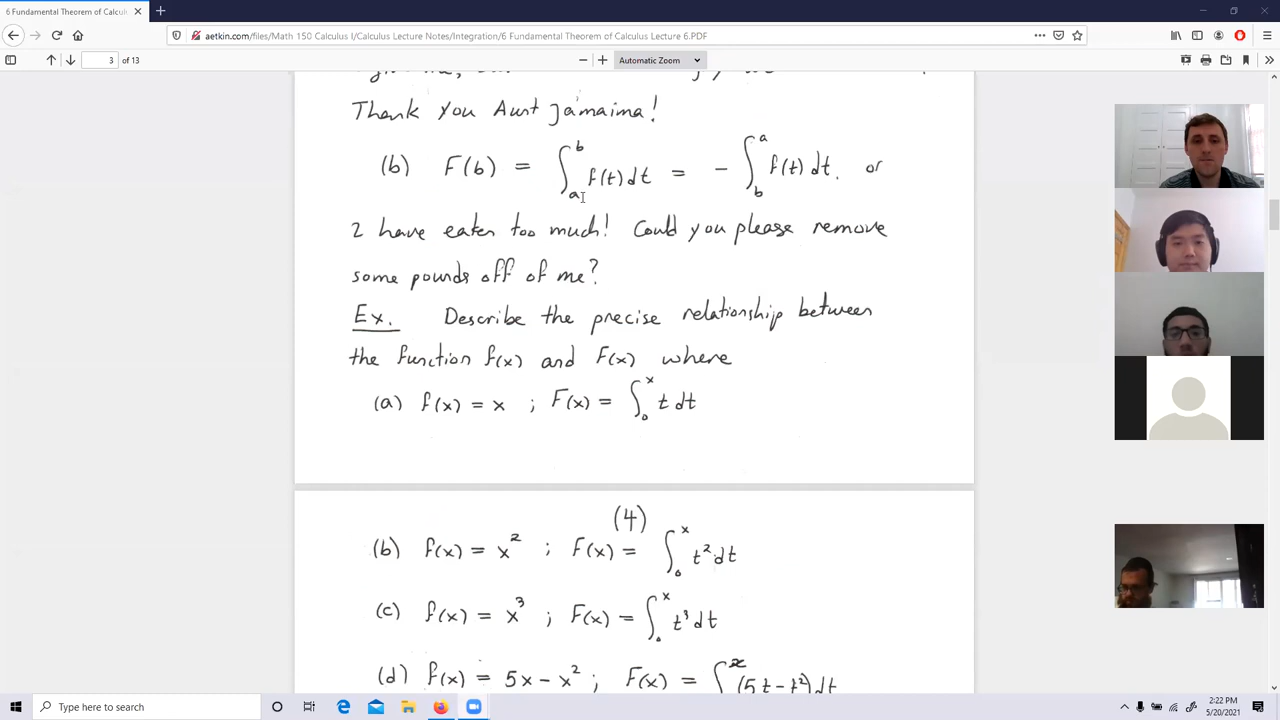 6 Fundamental Theorem of Calculu
aetkin.com/files/Math 150 Calculus I/Calculus Lecture Notes/Integration/6 Fundamental Theorem of Calculus Lecture 6.PDF
3 of 13
Automatic Zoom
Thank You Aunt Jamaima!
(b) F(b) = ∫_a^b f(t)dt = - ∫_b^a f(t)dt. or
I have eaten too much! Could you please remove
some pounds off of me?
Ex. Describe the precise relationship between
the function f(x) and F(x) where
(a) f(x) = x ; F(x) = ∫_0^x t dt
(4)
(b) f(x) = x² ; F(x) = ∫_0^x t² dt
(c) f(x) = x³ ; F(x) = ∫_0^x t³ dt
(d) f(x) = 5x - x² ; F(x) = ∫^x (5t - t²)dt
Type here to search
2:22 PM
5/20/2021